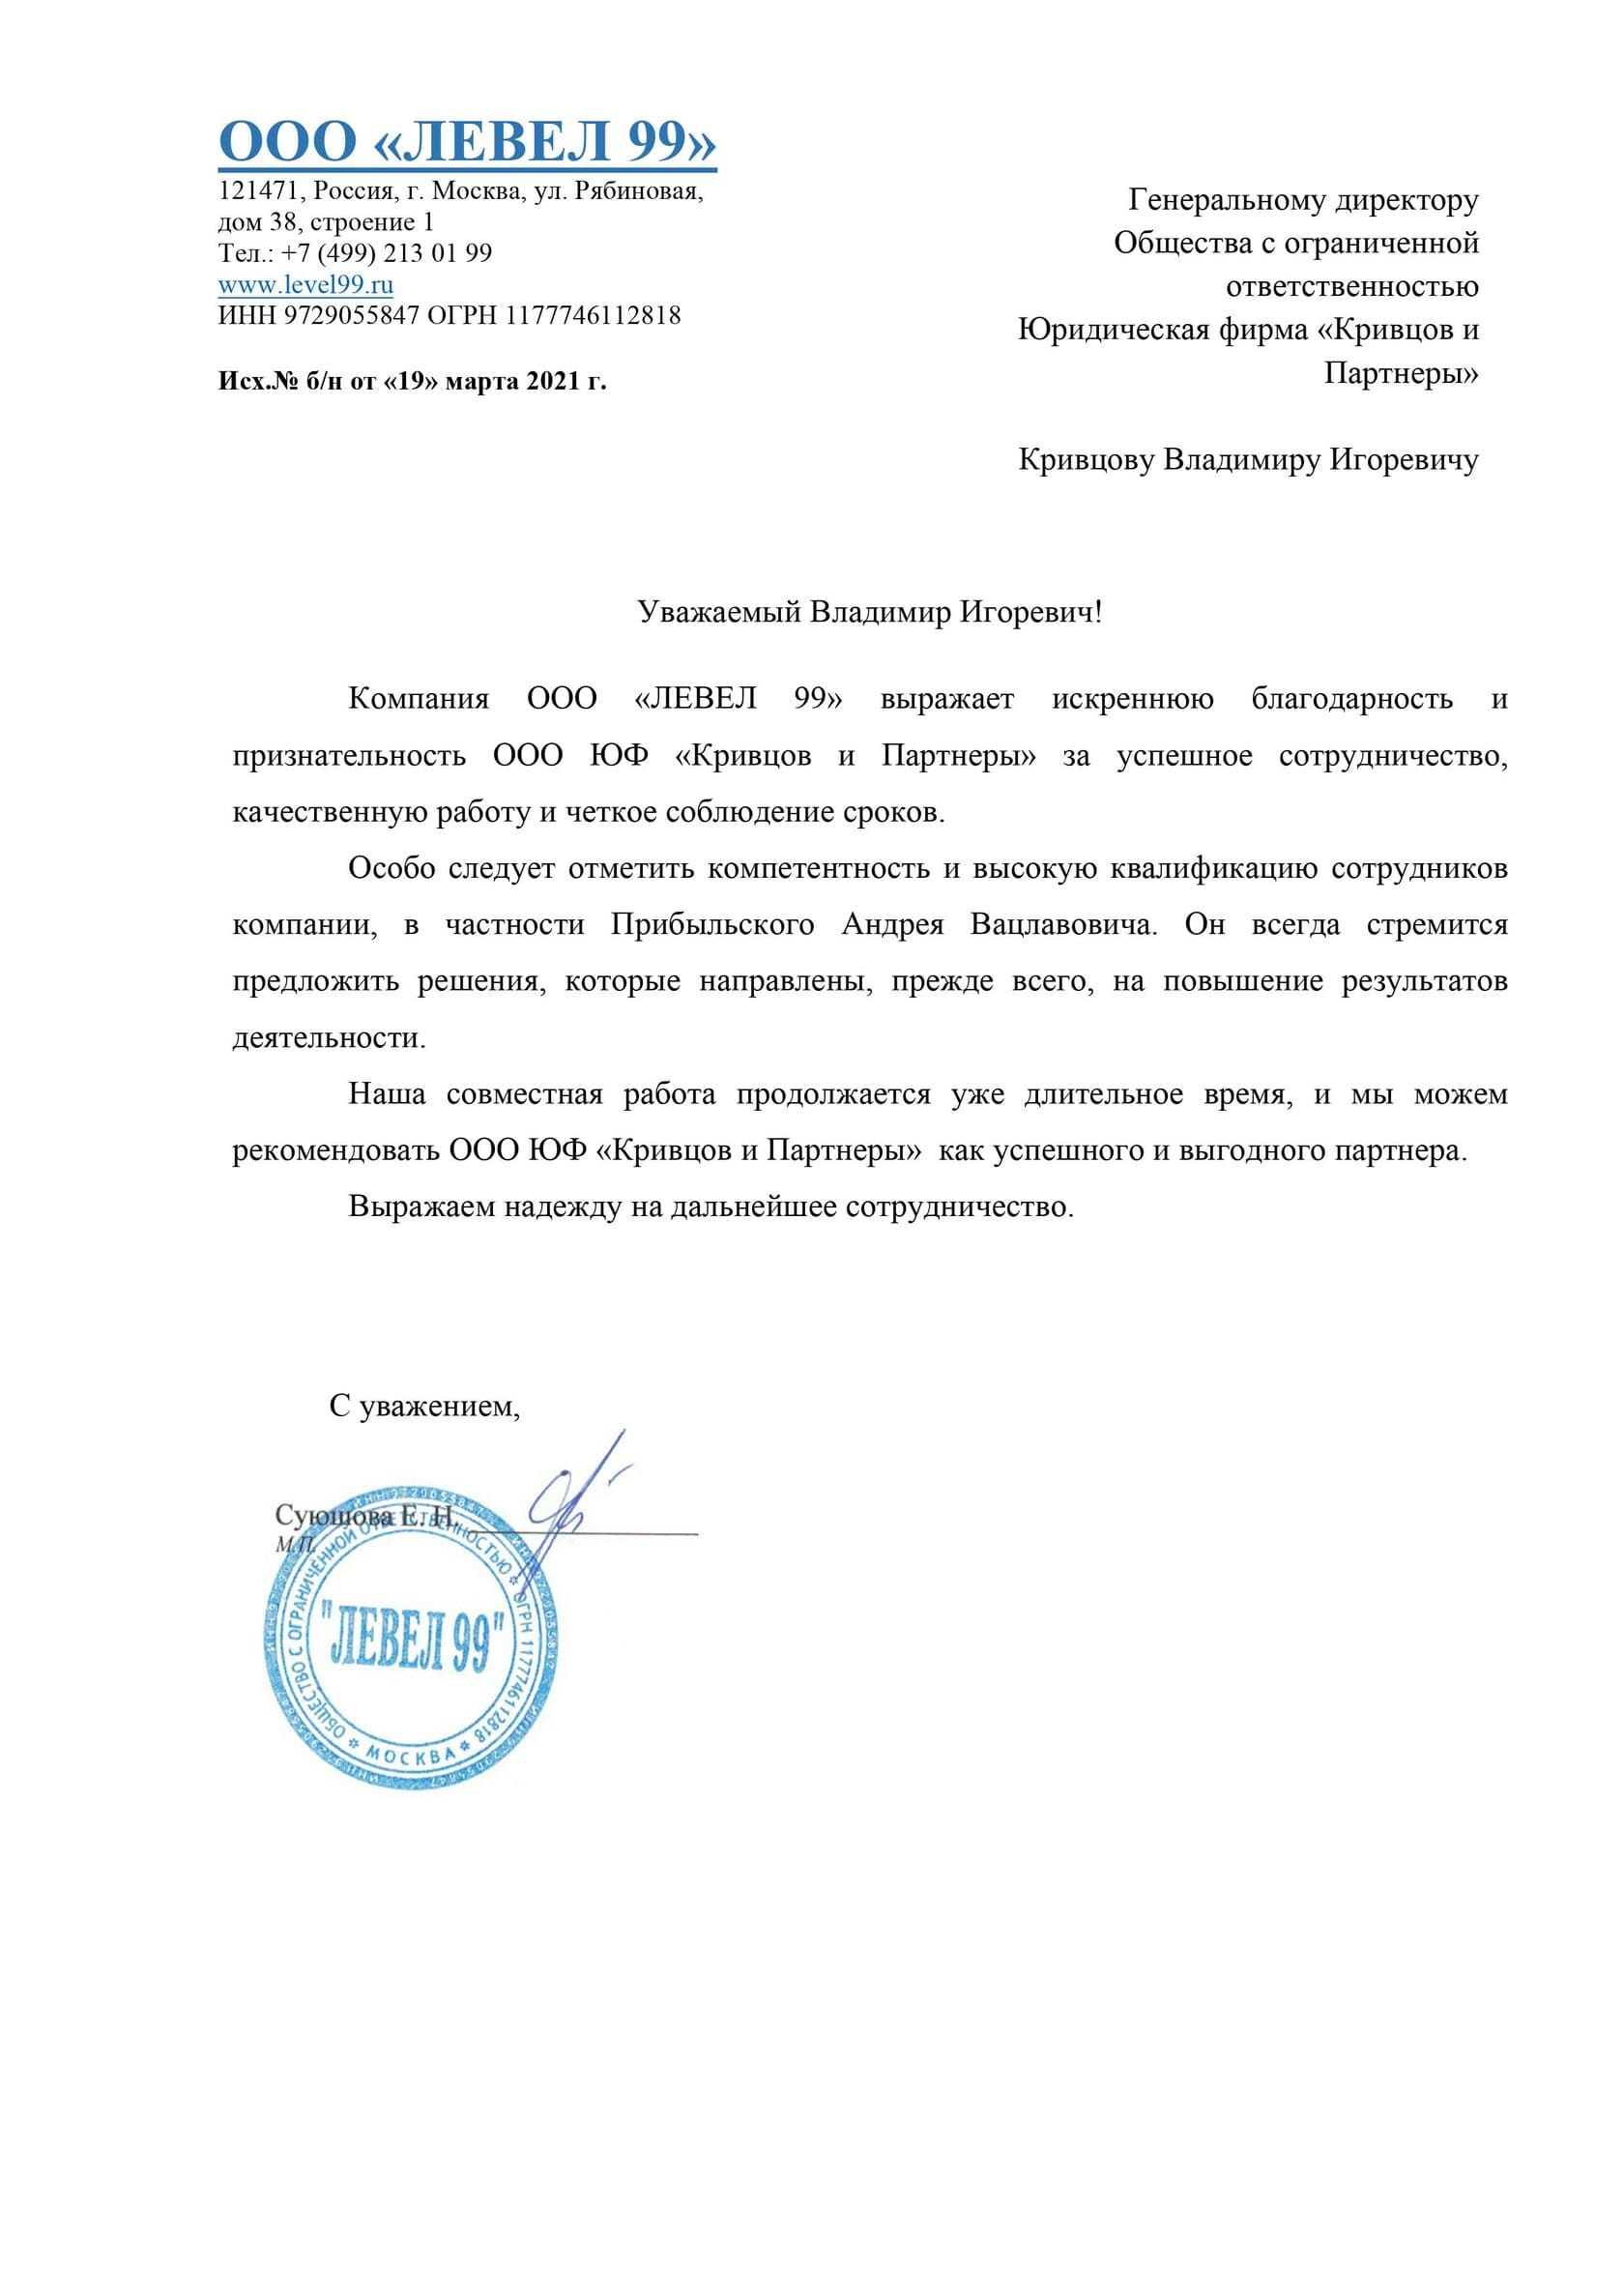 ООО «ЛЕВЕЛ 99»
121471, Россия, г. Москва, ул. Рябиновая,
дом 38, строение 1
Тел.: +7 (499) 213 01 99
www.level99.ru
ИНН 9729055847 ОГРН 1177746112818
Исх.№ б/н от «19» марта 2021 г.
Генеральному директору
Общества с ограниченной
ответственностью
Юридическая фирма «Кривцов и
Партнеры»
Кривцову Владимиру Игоревичу
Уважаемый Владимир Игоревич!
Компания ООО «ЛЕВЕЛ 99» выражает искреннюю благодарность и
признательность ООО ЮФ «Кривцов и Партнеры» за успешное сотрудничество,
качественную работу и четкое соблюдение сроков.
Особо следует отметить компетентность и высокую квалификацию сотрудников
компании, в частности Прибыльского Андрея Вацлавовича. Он всегда стремится
предложить решения, которые направлены, прежде всего, на повышение результатов
деятельности.
Наша совместная работа продолжается уже длительное время, и мы можем
рекомендовать ООО ЮФ «Кривцов и Партнеры» как успешного и выгодного партнера.
Выражаем надежду на дальнейшее сотрудничество.
С уважением,
Суюшова Е. Н.
М.П.
ИНН 9729055847
ОБЩЕСТВО С ОГРАНИЧЕННОЙ ОТВЕТСТВЕННОСТЬЮ * ОГРН 1177746112818
"ЛЕВЕЛ 99"
* МОСКВА *